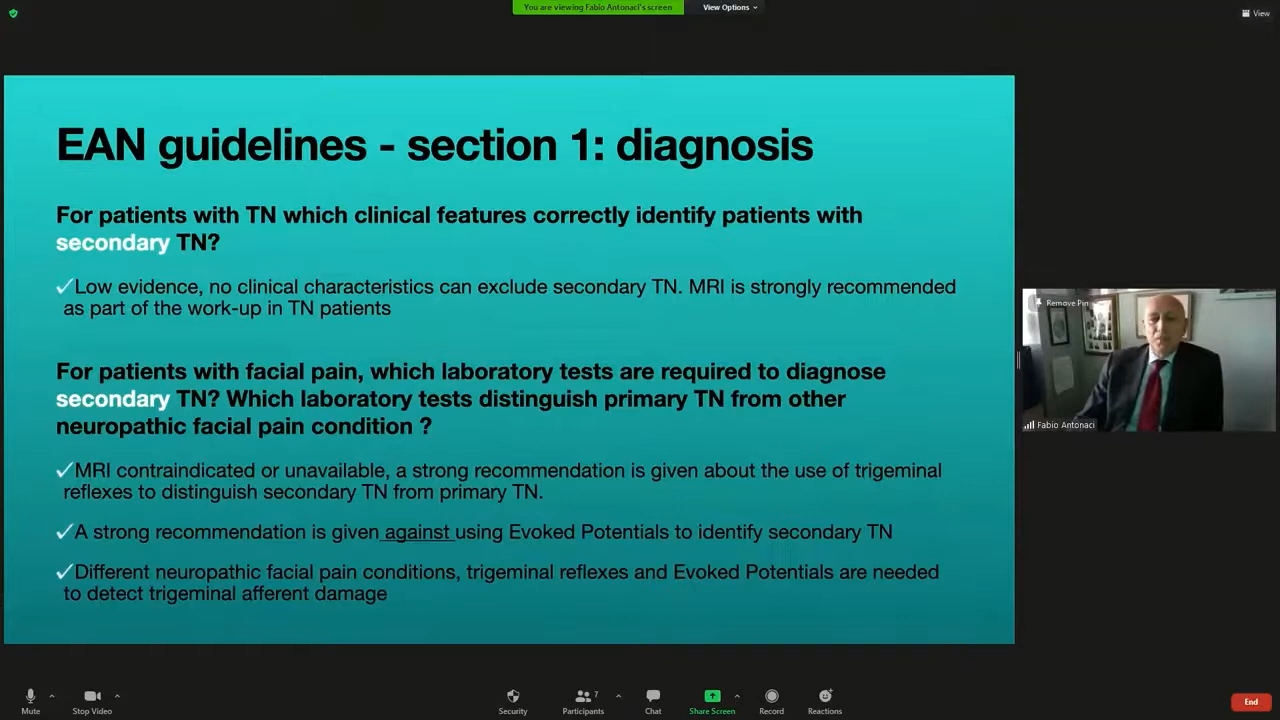 You are viewing Fabio Antonaci's screen
View Options
View
EAN guidelines - section 1: diagnosis
For patients with TN which clinical features correctly identify patients with
secondary TN?
✓Low evidence, no clinical characteristics can exclude secondary TN. MRI is strongly recommended
as part of the work-up in TN patients
For patients with facial pain, which laboratory tests are required to diagnose
secondary TN? Which laboratory tests distinguish primary TN from other
neuropathic facial pain condition ?
✓MRI contraindicated or unavailable, a strong recommendation is given about the use of trigeminal
reflexes to distinguish secondary TN from primary TN.
✓A strong recommendation is given against using Evoked Potentials to identify secondary TN
✓Different neuropathic facial pain conditions, trigeminal reflexes and Evoked Potentials are needed
to detect trigeminal afferent damage
Remove Pin
Fabio Antonaci
Mute
Stop Video
Security
7
Participants
Chat
Share Screen
Record
Reactions
End